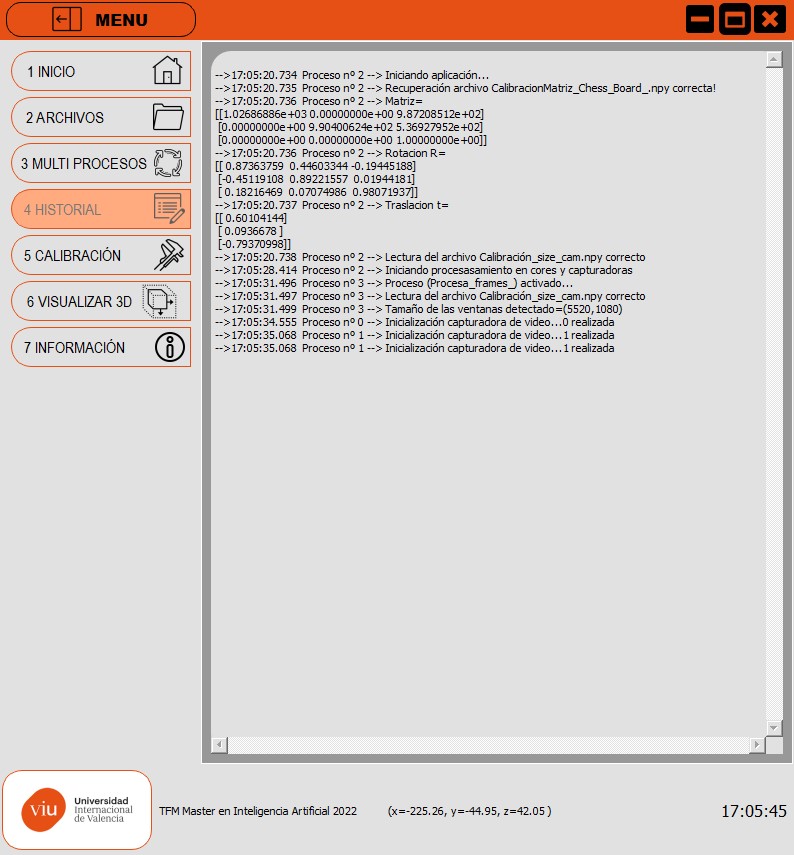 MENU
1 INICIO
2 ARCHIVOS
3 MULTI PROCESOS
4 HISTORIAL
5 CALIBRACIÓN
6 VISUALIZAR 3D
7 INFORMACIÓN
-->17:05:20.734 Proceso nº 2 --> Iniciando aplicación...
-->17:05:20.735 Proceso nº 2 --> Recuperación archivo CalibracionMatriz_Chess_Board_.npy correcta!
-->17:05:20.736 Proceso nº 2 --> Matriz=
[[1.02686886e+03 0.00000000e+00 9.87208512e+02]
[0.00000000e+00 9.90400624e+02 5.36927952e+02]
[0.00000000e+00 0.00000000e+00 1.00000000e+00]]
-->17:05:20.736 Proceso nº 2 --> Rotacion R=
[[ 0.87363759 0.44603344 -0.19445188]
[-0.45119108 0.89221557 0.01944181]
[ 0.18216469 0.07074986 0.98071937]]
-->17:05:20.737 Proceso nº 2 --> Traslacion t=
[[ 0.60104144]
[ 0.0936678 ]
[-0.79370998]]
-->17:05:20.738 Proceso nº 2 --> Lectura del archivo Calibración_size_cam.npy correcto
-->17:05:28.414 Proceso nº 2 --> Iniciando procesasamiento en cores y capturadoras
-->17:05:31.496 Proceso nº 3 --> Proceso (Procesa_frames_) activado...
-->17:05:31.497 Proceso nº 3 --> Lectura del archivo Calibración_size_cam.npy correcto
-->17:05:31.499 Proceso nº 3 --> Tamaño de las ventanas detectado=(5520,1080)
-->17:05:34.555 Proceso nº 0 --> Inicialización capturadora de video...0 realizada
-->17:05:35.068 Proceso nº 1 --> Inicialización capturadora de video...1 realizada
-->17:05:35.068 Proceso nº 1 --> Inicialización capturadora de video...1 realizada
viu
Universidad
Internacional
de Valencia
TFM Master en Inteligencia Artificial 2022 (x=-225.26, y=-44.95, z=42.05 ) 17:05:45